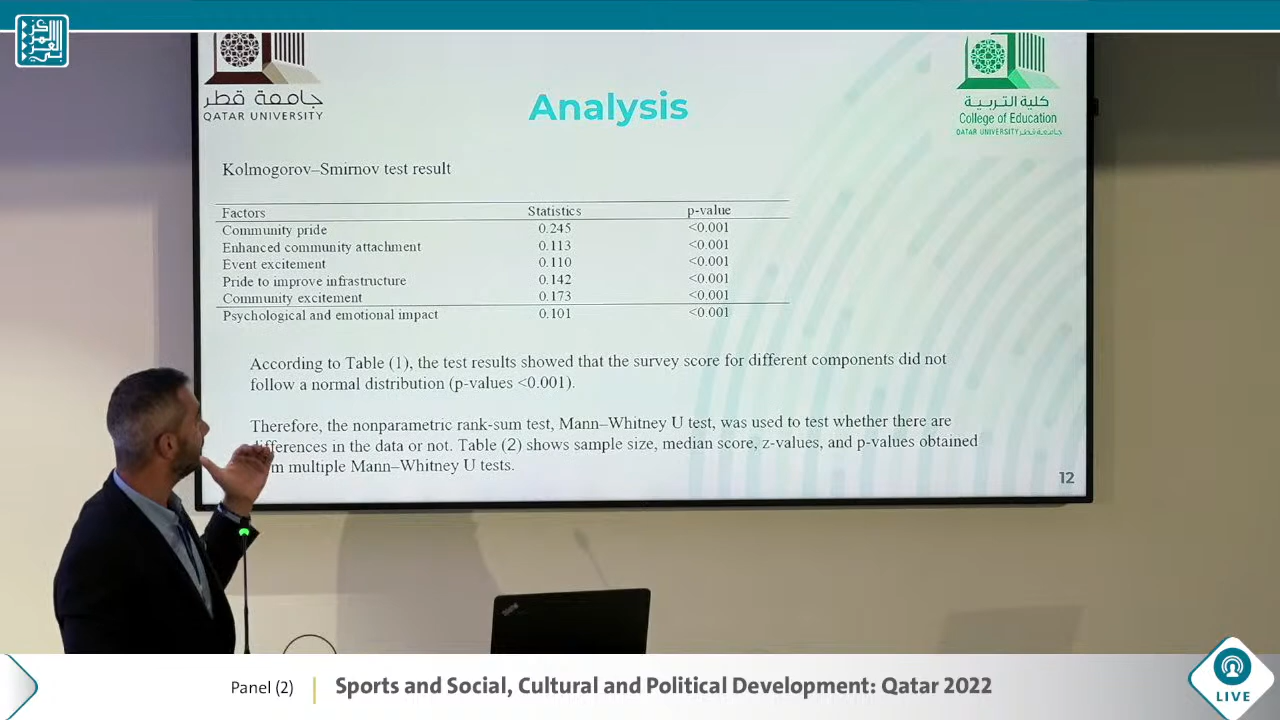 جامعة قطر
QATAR UNIVERSITY
Analysis
كلية التربية
College of Education
QATAR UNIVERSITY جامعة قطر
Kolmogorov–Smirnov test result
Factors Statistics p-value
Community pride 0.245 <0.001
Enhanced community attachment 0.113 <0.001
Event excitement 0.110 <0.001
Pride to improve infrastructure 0.142 <0.001
Community excitement 0.173 <0.001
Psychological and emotional impact 0.101 <0.001
According to Table (1), the test results showed that the survey score for different components did not
follow a normal distribution (p-values <0.001).
Therefore, the nonparametric rank-sum test, Mann–Whitney U test, was used to test whether there are
differences in the data or not. Table (2) shows sample size, median score, z-values, and p-values obtained
multiple Mann–Whitney U tests.
12
Panel (2)
Sports and Social, Cultural and Political Development: Qatar 2022
LIVE